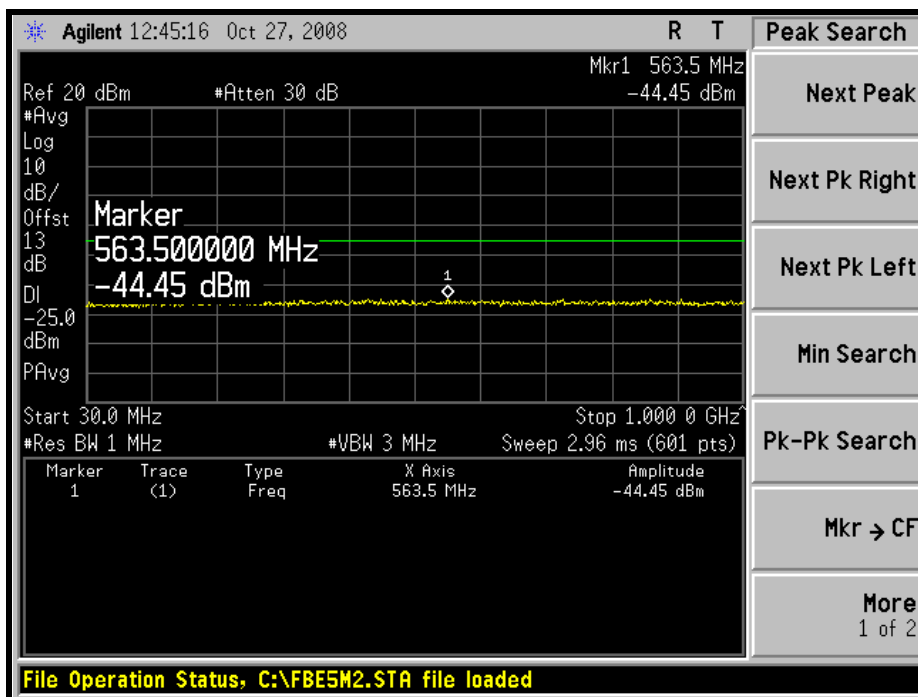 Agilent 12:45:16 Oct 27, 2008 R T
Peak Search
Mkr1 563.5 MHz
Ref 20 dBm #Atten 30 dB -44.45 dBm
#Avg
Log
10
dB/
Offst
13
dB
DI
-25.0
dBm
PAvg
Marker
563.500000 MHz
-44.45 dBm
1
Start 30.0 MHz Stop 1.000 0 GHz^
#Res BW 1 MHz #VBW 3 MHz Sweep 2.96 ms (601 pts)
Marker Trace Type X Axis Amplitude
1 (1) Freq 563.5 MHz -44.45 dBm
Next Peak
Next Pk Right
Next Pk Left
Min Search
Pk-Pk Search
Mkr → CF
More
1 of 2
File Operation Status, C:\FBE5M2.STA file loaded